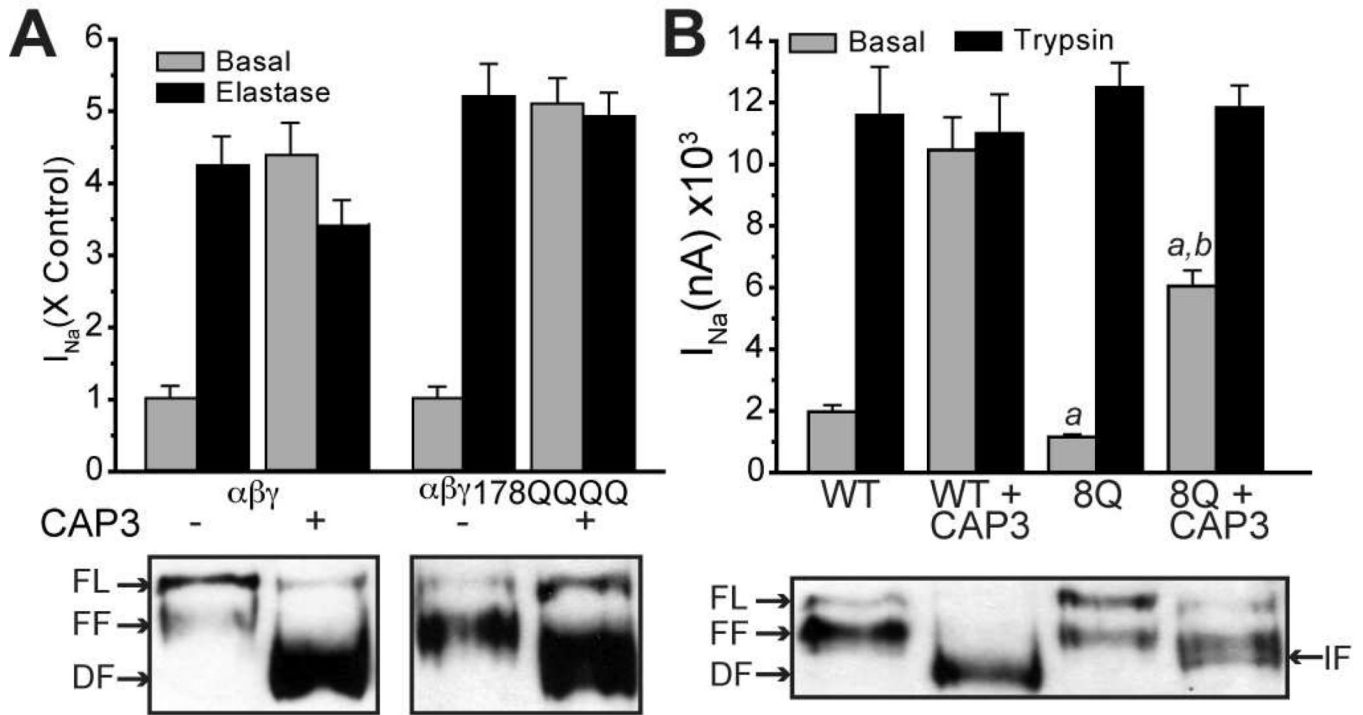 A
B
6
5
4
3
2
1
0
I_Na(X Control)
Basal
Elastase
αβγ
αβγ178QQQQ
CAP3 - + - +
FL
FF
DF
14
12
10
8
6
4
2
0
I_Na(nA) x10³
Basal
Trypsin
a
a,b
WT
WT +
CAP3
8Q
8Q +
CAP3
FL
FF
DF
IF